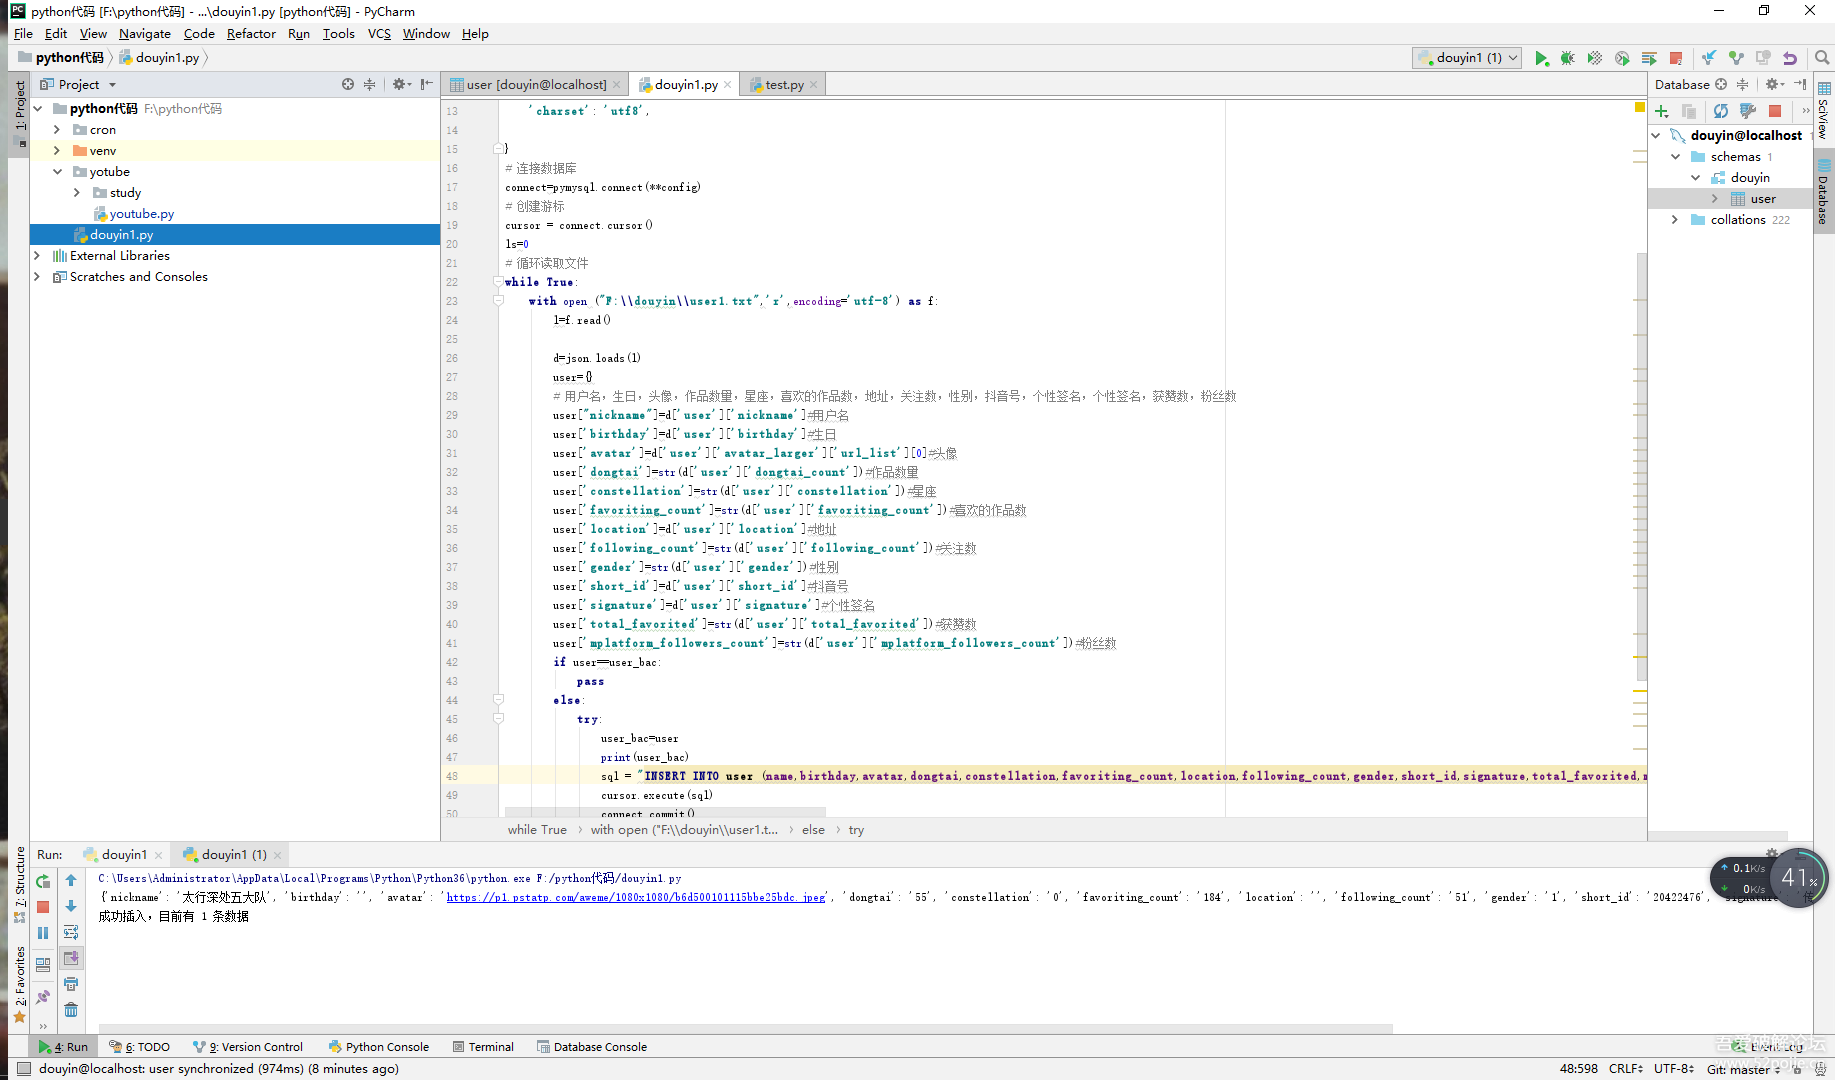 python代码 [F:\python代码] - ...\douyin1.py [python代码] - PyCharm
File Edit View Navigate Code Refactor Run Tools VCS Window Help
python代码 douyin1.py
douyin1 (1)
Project
1: Project
python代码 F:\python代码
cron
venv
yotube
study
youtube.py
douyin1.py
External Libraries
Scratches and Consoles
user [douyin@localhost] douyin1.py test.py
13 'charset': 'utf8',
14
15 }
16 # 连接数据库
17 connect=pymysql.connect(**config)
18 # 创建游标
19 cursor = connect.cursor()
20 ls=0
21 # 循环读取文件
22 while True:
23 with open ("F:\\douyin\\user1.txt",'r',encoding='utf-8') as f:
24 l=f.read()
25
26 d=json.loads(l)
27 user={}
28 # 用户名，生日，头像，作品数量，星座，喜欢的作品数，地址，关注数，性别，抖音号，个性签名，个性签名，获赞数，粉丝数
29 user["nickname"]=d['user']['nickname']#用户名
30 user['birthday']=d['user']['birthday']#生日
31 user['avatar']=d['user']['avatar_larger']['url_list'][0]#头像
32 user['dongtai']=str(d['user']['dongtai_count'])#作品数量
33 user['constellation']=str(d['user']['constellation'])#星座
34 user['favoriting_count']=str(d['user']['favoriting_count'])#喜欢的作品数
35 user['location']=d['user']['location']#地址
36 user['following_count']=str(d['user']['following_count'])#关注数
37 user['gender']=str(d['user']['gender'])#性别
38 user['short_id']=d['user']['short_id']#抖音号
39 user['signature']=d['user']['signature']#个性签名
40 user['total_favorited']=str(d['user']['total_favorited'])#获赞数
41 user['mplatform_followers_count']=str(d['user']['mplatform_followers_count'])#粉丝数
42 if user==user_bac:
43 pass
44 else:
45 try:
46 user_bac=user
47 print(user_bac)
48 sql = "INSERT INTO user (name,birthday,avatar,dongtai,constellation,favoriting_count,location,following_count,gender,short_id,signature,total_favorited,m
49 cursor.execute(sql)
50 connect.commit()
while True › with open ("F:\\douyin\\user1.t... › else › try
Database
douyin@localhost 1
schemas 1
douyin
user
collations 222
SciView
Database
Run: douyin1 douyin1 (1)
C:\Users\Administrator\AppData\Local\Programs\Python\Python36\python.exe F:/python代码/douyin1.py
{'nickname': '太行深处五大队', 'birthday': '', 'avatar': 'https://p1.pstatp.com/aweme/1080x1080/b6d500101115bbe25bdc.jpeg', 'dongtai': '55', 'constellation': '0', 'favoriting_count': '184', 'location': '', 'following_count': '51', 'gender': '1', 'short_id': '20422476', 'signature': '传
成功插入，目前有 1 条数据
0.1K/s
0K/s
41%
7: Structure
2: Favorites
4: Run 6: TODO 9: Version Control Python Console Terminal Database Console Event Log
吾爱破解论坛
www.52pojie.cn
douyin@localhost: user synchronized (974ms) (8 minutes ago)
48:598 CRLF UTF-8 Git: master